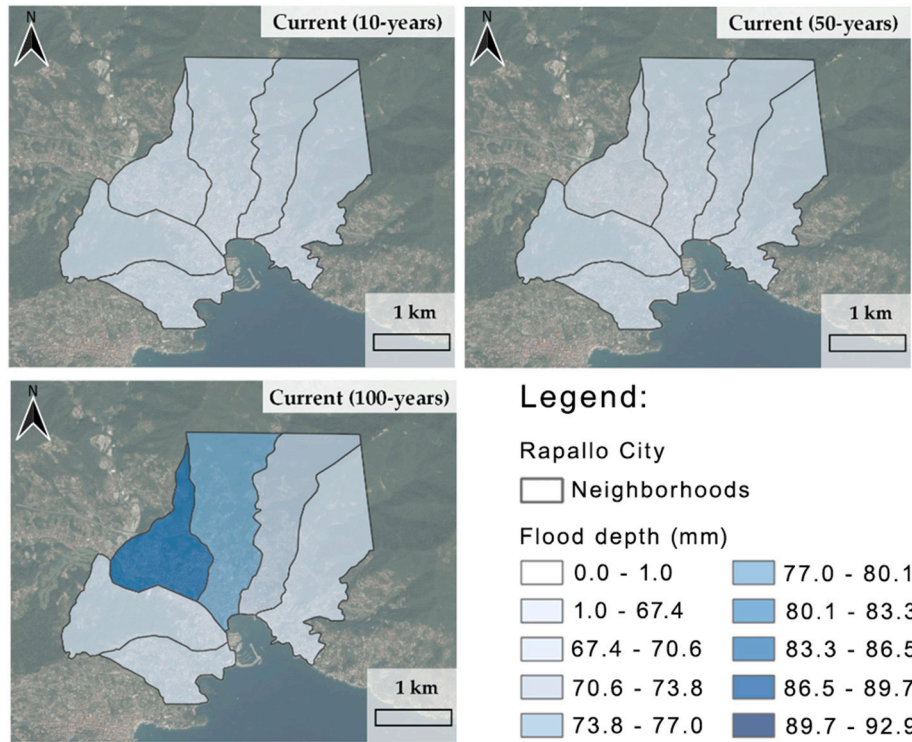 N
Current (10-years)
1 km
N
Current (50-years)
1 km
N
Current (100-years)
1 km
Legend:
Rapallo City
Neighborhoods
Flood depth (mm)
0.0 - 1.0
1.0 - 67.4
67.4 - 70.6
70.6 - 73.8
73.8 - 77.0
77.0 - 80.1
80.1 - 83.3
83.3 - 86.5
86.5 - 89.7
89.7 - 92.9